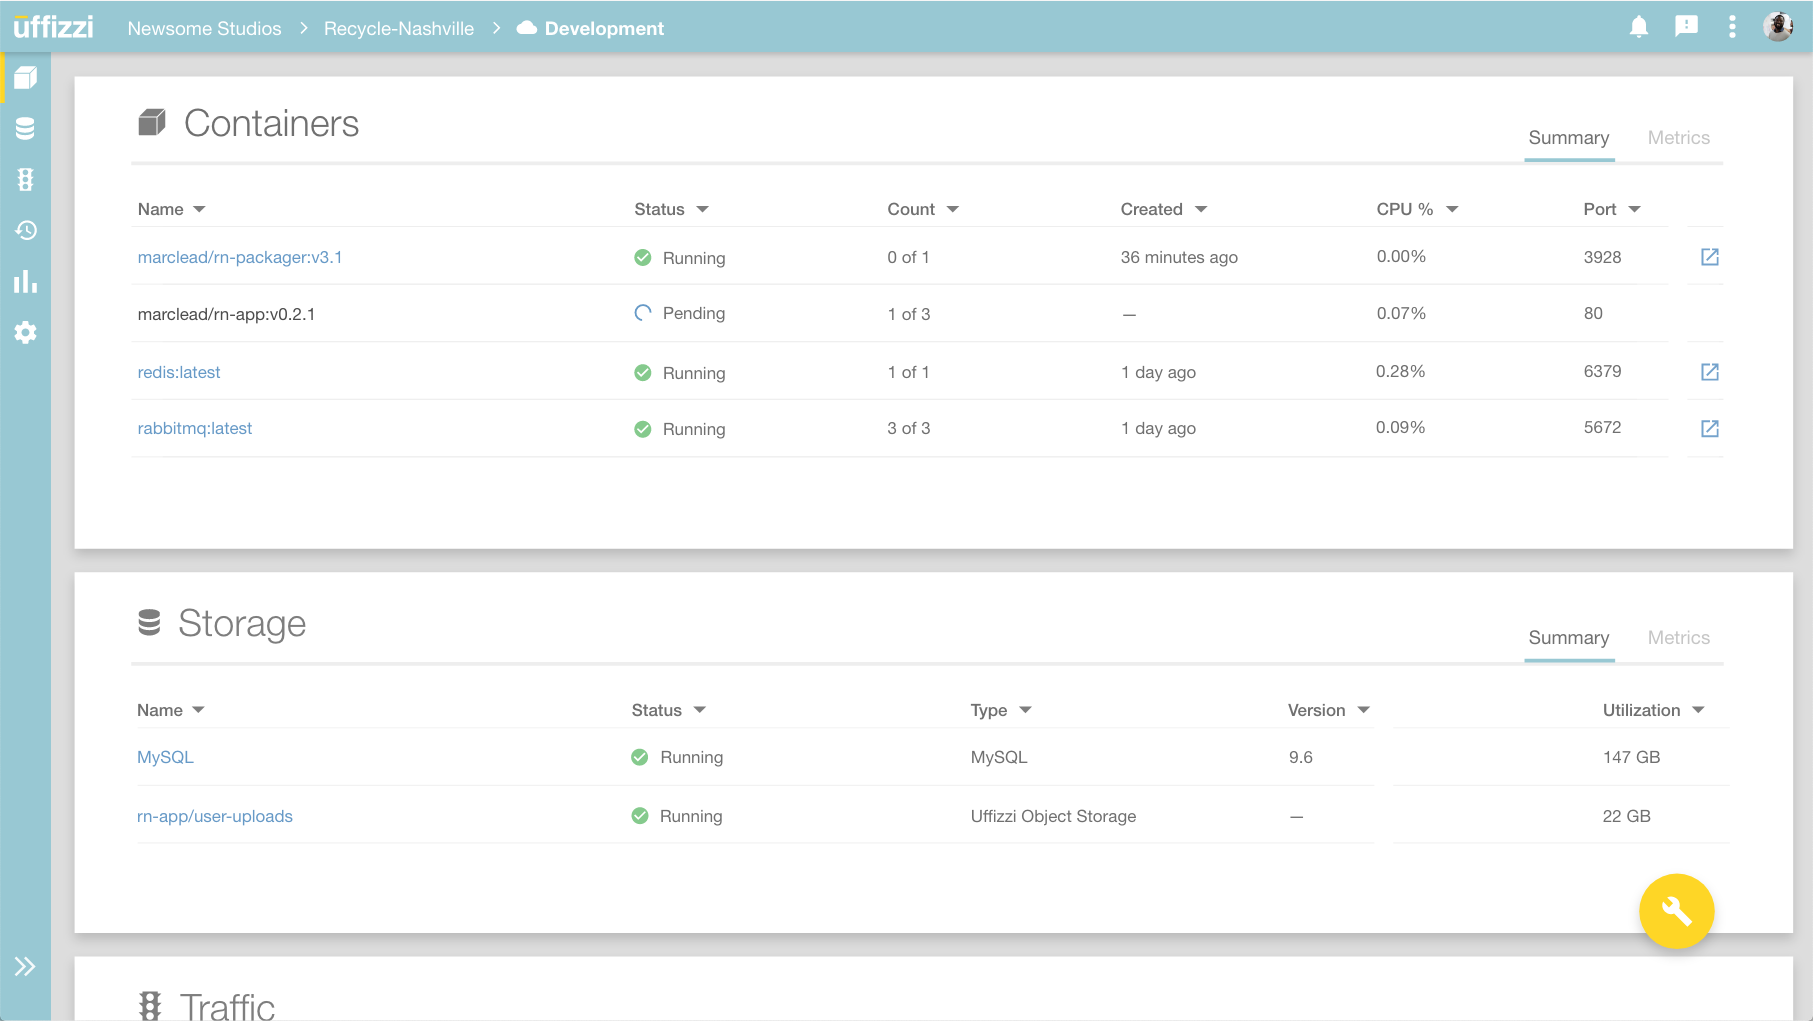 uffizzi Newsome Studios Recycle-Nashville Development
Containers
Summary Metrics
Name Status Count Created CPU % Port
marclead/rn-packager:v3.1 Running 0 of 1 36 minutes ago 0.00% 3928
marclead/rn-app:v0.2.1 Pending 1 of 3 — 0.07% 80
redis:latest Running 1 of 1 1 day ago 0.28% 6379
rabbitmq:latest Running 3 of 3 1 day ago 0.09% 5672
Storage
Summary Metrics
Name Status Type Version Utilization
MySQL Running MySQL 9.6 147 GB
rn-app/user-uploads Running Uffizzi Object Storage — 22 GB
Traffic